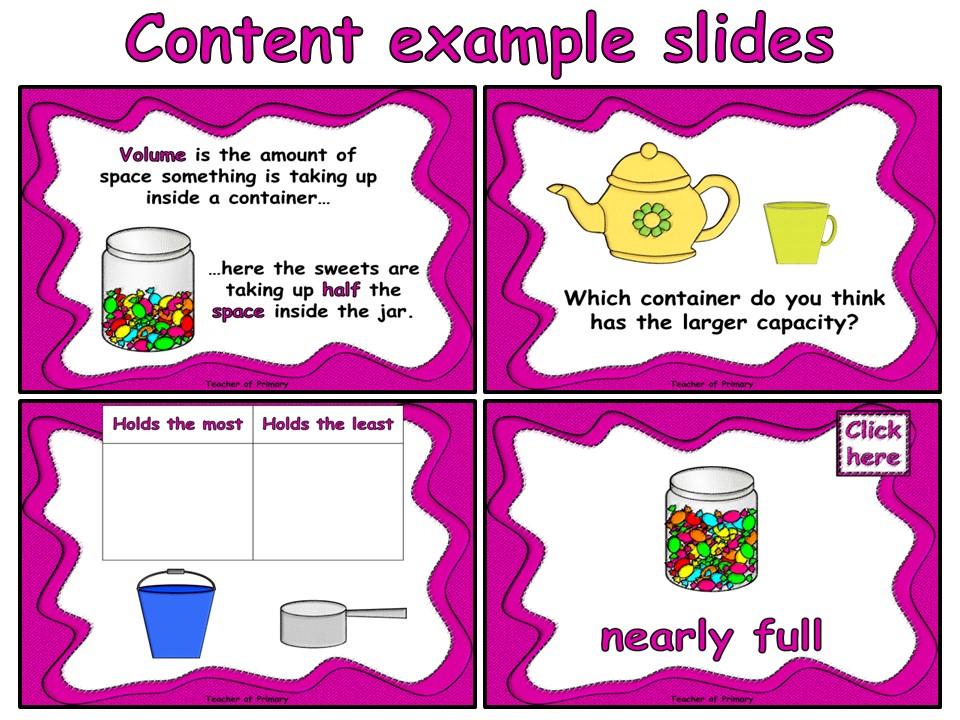 Content example slides
Volume is the amount of
space something is taking up
inside a container...
...here the sweets are
taking up half the
space inside the jar.
Teacher of Primary
Which container do you think
has the larger capacity?
Teacher of Primary
Holds the most Holds the least
Teacher of Primary
Click
here
nearly full
Teacher of Primary